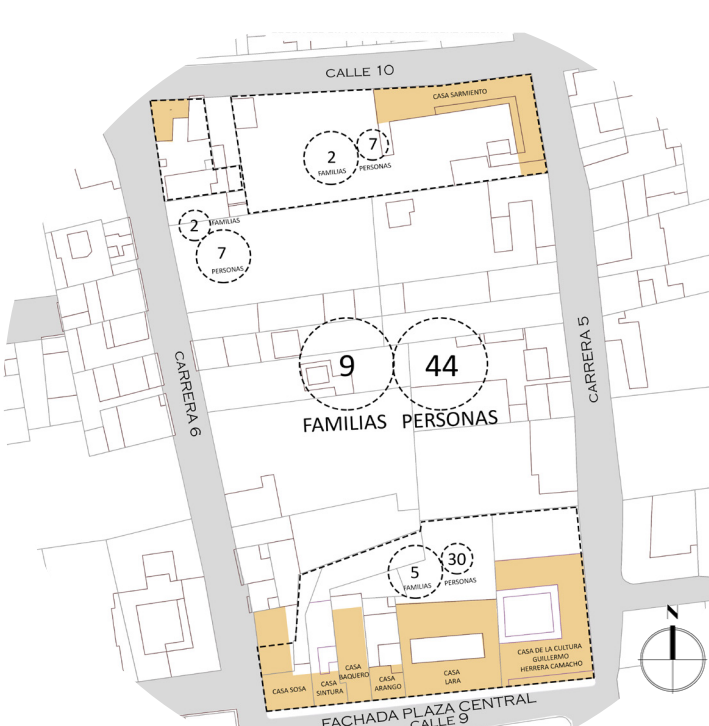 CALLE 10
CASA SARMIENTO
2
FAMILIAS
7
PERSONAS
2
FAMILIAS
7
PERSONAS
CARRERA 6
CARRERA 5
9
FAMILIAS
44
PERSONAS
5
FAMILIAS
30
PERSONAS
CASA SOSA
CASA
SINTURA
CASA
BAQUERO
CASA
ARANGO
CASA
LARA
CASA DE LA CULTURA
GUILLERMO
HERRERA CAMACHO
N
FACHADA PLAZA CENTRAL
CALLE 9